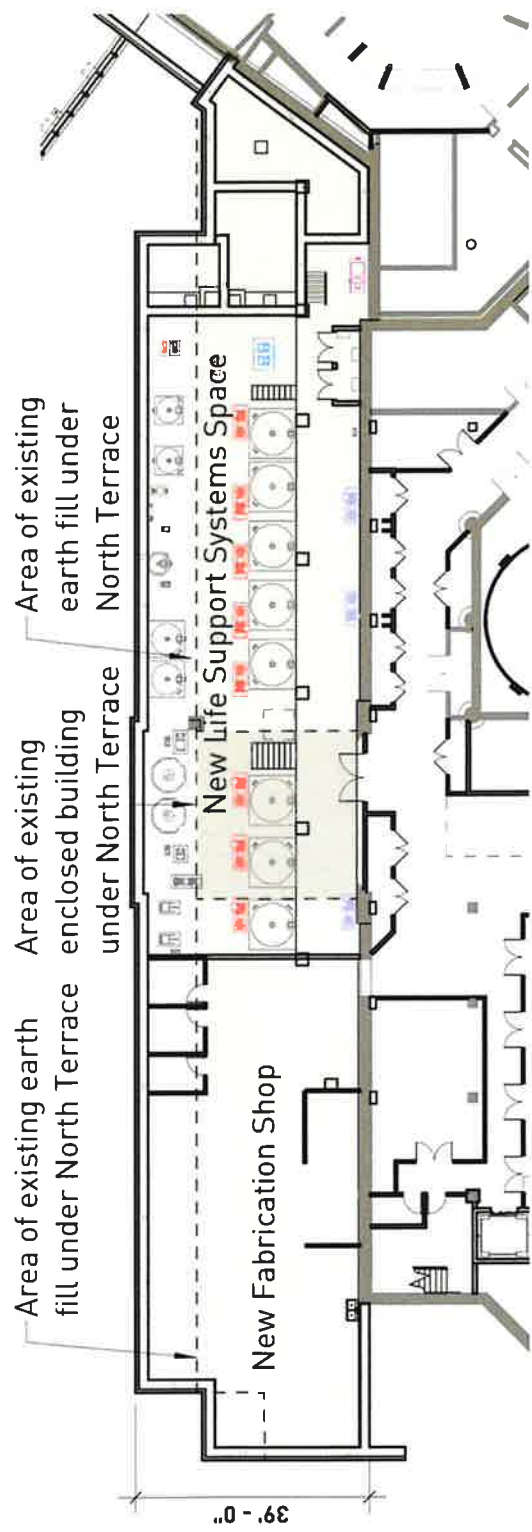 Area of existing earth
fill under North Terrace
Area of existing
enclosed building
under North Terrace
Area of existing
earth fill under
North Terrace
New Life Support Systems Space
New Fabrication Shop
39' - 0"